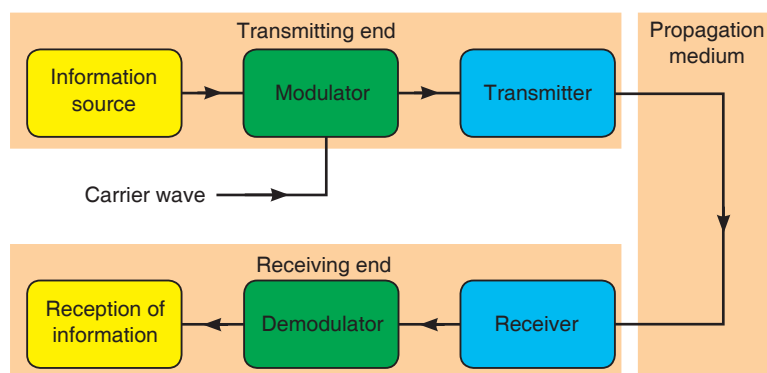 Transmitting end
Propagation
medium
Information
source
Modulator
Transmitter
Carrier wave
Receiving end
Reception of
information
Demodulator
Receiver